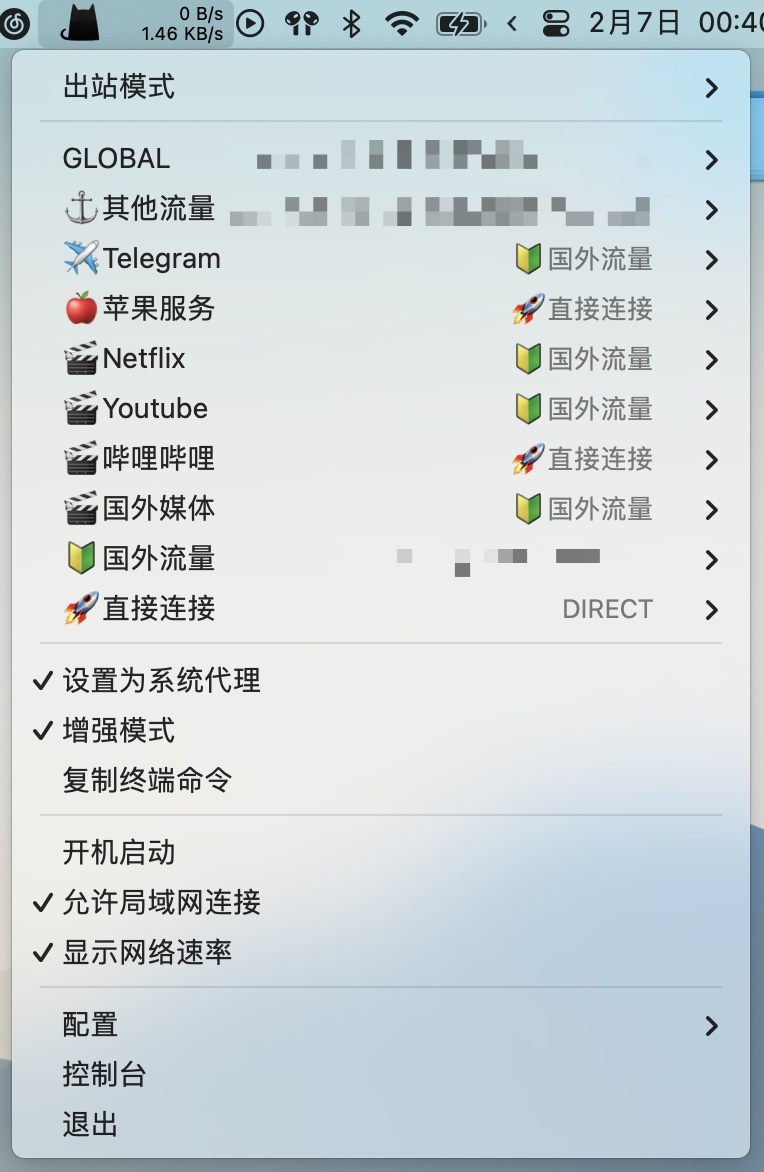 0 B/s
1.46 KB/s
2月7日 00:40
出站模式
GLOBAL
其他流量
Telegram 国外流量
苹果服务 直接连接
Netflix 国外流量
Youtube 国外流量
哔哩哔哩 直接连接
国外媒体 国外流量
国外流量
直接连接 DIRECT
设置为系统代理
增强模式
复制终端命令
开机启动
允许局域网连接
显示网络速率
配置
控制台
退出